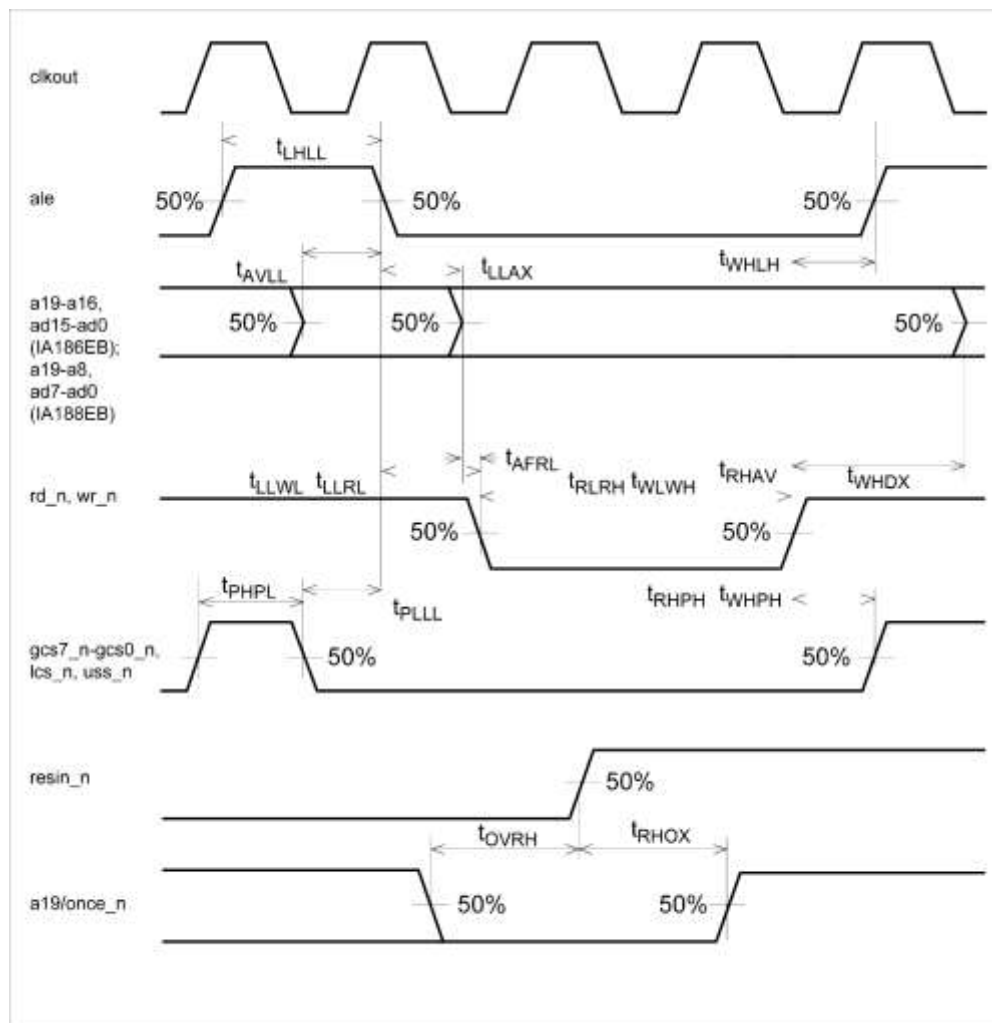 clkout
tLHLL
ale
50%
50%
50%
tWHLH
tAVLL
tLLAX
a19-a16,
ad15-ad0
(IA186EB);
a19-a8,
ad7-ad0
(IA188EB)
50%
50%
50%
tAFRL
tLLWL tLLRL
tRLRH tWLWH
tRHAV
tWHDX
rd_n, wr_n
50%
50%
tPHPL
tPLLL
tRHPH tWHPH
gcs7_n-gcs0_n,
lcs_n, uss_n
50%
50%
resin_n
50%
tOVRH
tRHOX
a19/once_n
50%
50%